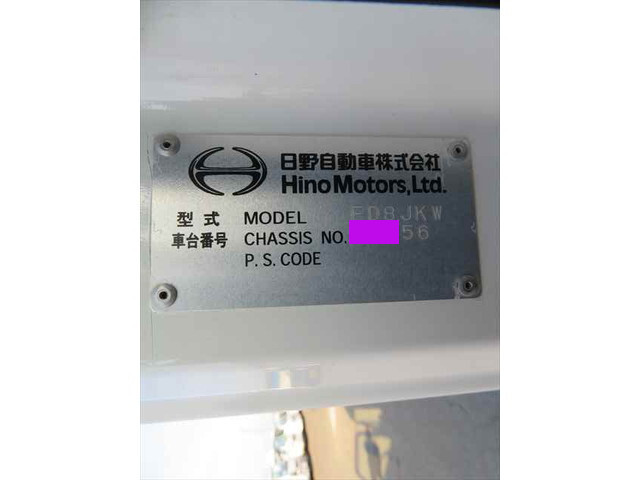 日野自動車株式会社
Hino Motors, Ltd.
型式 MODEL FD8JKW
車台番号 CHASSIS NO. 56
P.S.CODE